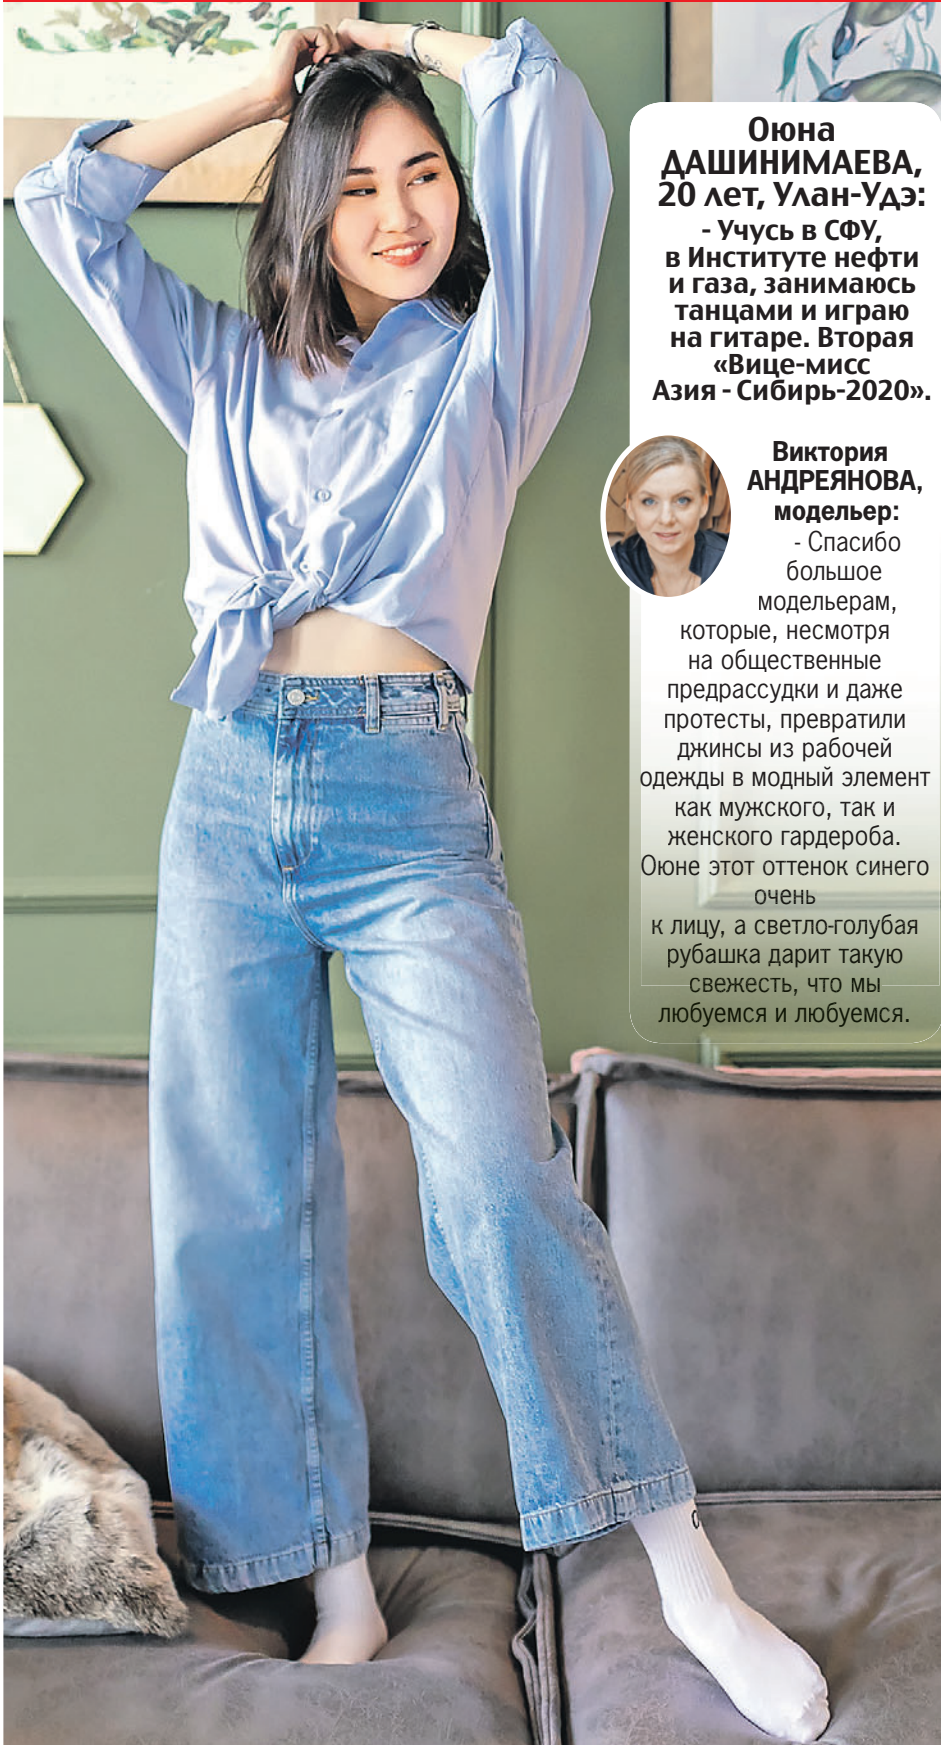 Оюна
ДАШИНИМАЕВА,
20 лет, Улан-Удэ:
- Учусь в СФУ,
в Институте нефти
и газа, занимаюсь
танцами и играю
на гитаре. Вторая
«Вице-мисс
Азия - Сибирь-2020».
Виктория
АНДРЕЯНОВА,
модельер:
- Спасибо
большое
модельерам,
которые, несмотря
на общественные
предрассудки и даже
протесты, превратили
джинсы из рабочей
одежды в модный элемент
как мужского, так и
женского гардероба.
Оюне этот оттенок синего
очень
к лицу, а светло-голубая
рубашка дарит такую
свежесть, что мы
любуемся и любуемся.